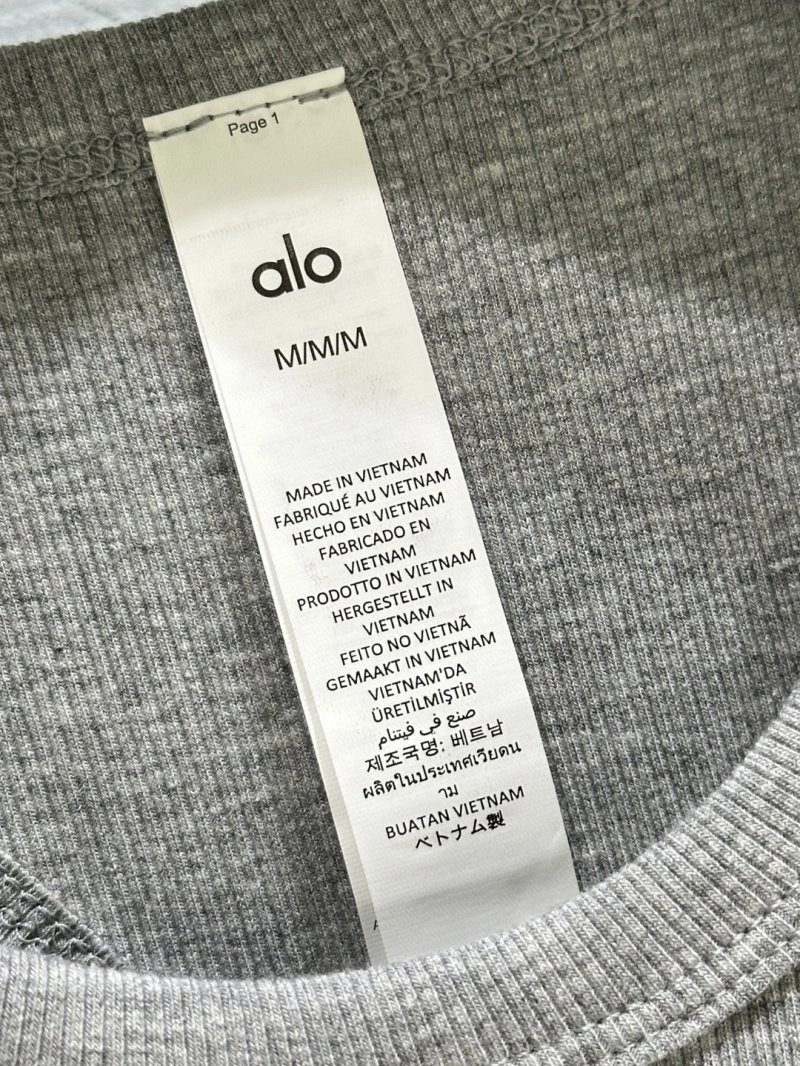 Page 1
alo
M/M/M
MADE IN VIETNAM
FABRIQUÉ AU VIETNAM
HECHO EN VIETNAM
FABRICADO EN
VIETNAM
PRODOTTO IN VIETNAM
HERGESTELLT IN
VIETNAM
FEITO NO VIETNÃ
GEMAAKT IN VIETNAM
VIETNAM'DA
ÜRETİLMİŞTİR
صنع في فيتنام
제조국명: 베트남
ผลิตในประเทศเวียดน
าม
BUATAN VIETNAM
ベトナム製